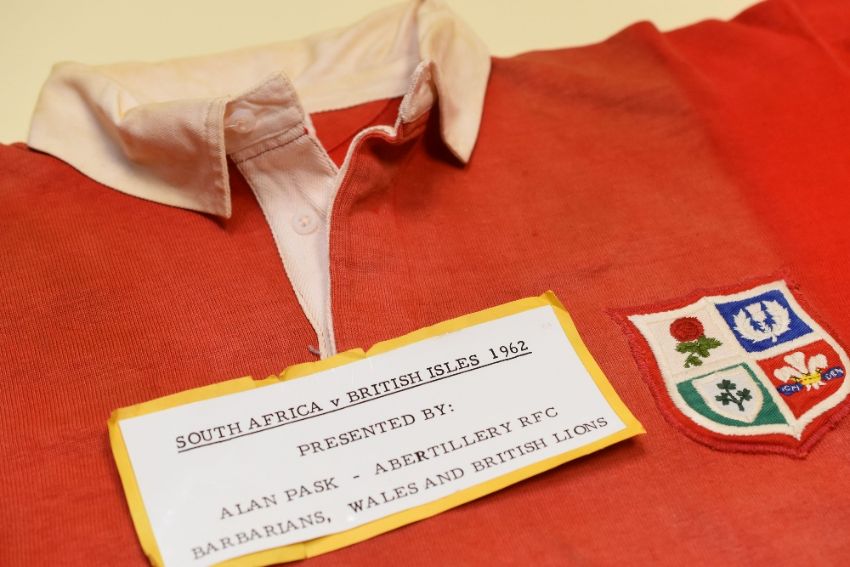 SOUTH AFRICA v BRITISH ISLES 1962
PRESENTED BY:
ALAN PASK - ABERTILLERY RFC
BARBARIANS, WALES AND BRITISH LIONS